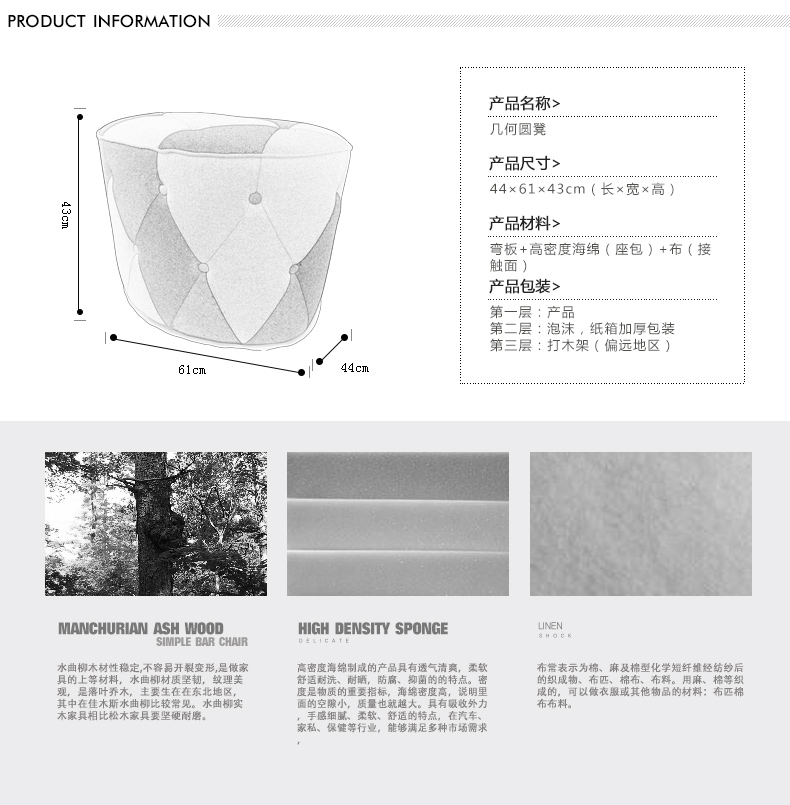 PRODUCT INFORMATION
43cm
61cm
44cm
产品名称>
几何圆凳
产品尺寸>
44×61×43cm（长×宽×高）
产品材料>
弯板+高密度海绵（座包）+布（接
触面）
产品包装>
第一层：产品
第二层：泡沫，纸箱加厚包装
第三层：打木架（偏远地区）
MANCHURIAN ASH WOOD
SIMPLE BAR CHAIR
水曲柳木材性稳定,不容易开裂变形,是做家
具的上等材料，水曲柳材质坚韧，纹理美
观，是落叶乔木，主要生在在东北地区，
其中在佳木斯水曲柳比较常见。水曲柳实
木家具相比松木家具要坚硬耐磨。
HIGH DENSITY SPONGE
DELICATE
高密度海绵制成的产品具有透气清爽，柔软
舒适耐洗、耐晒，防腐、抑菌的的特点。密
度是物质的重要指标，海绵密度高，说明里
面的空隙小，质量也就越大。具有吸收外力
，手感细腻、柔软、舒适的特点，在汽车、
家私、保健等行业，能够满足多种市场需求
，
LINEN
SHOCK
布常表示为棉、麻及棉型化学短纤维经纺纱后
的织成物、布匹、棉布、布料。用麻、棉等织
成的，可以做衣服或其他物品的材料：布匹棉
布布料。